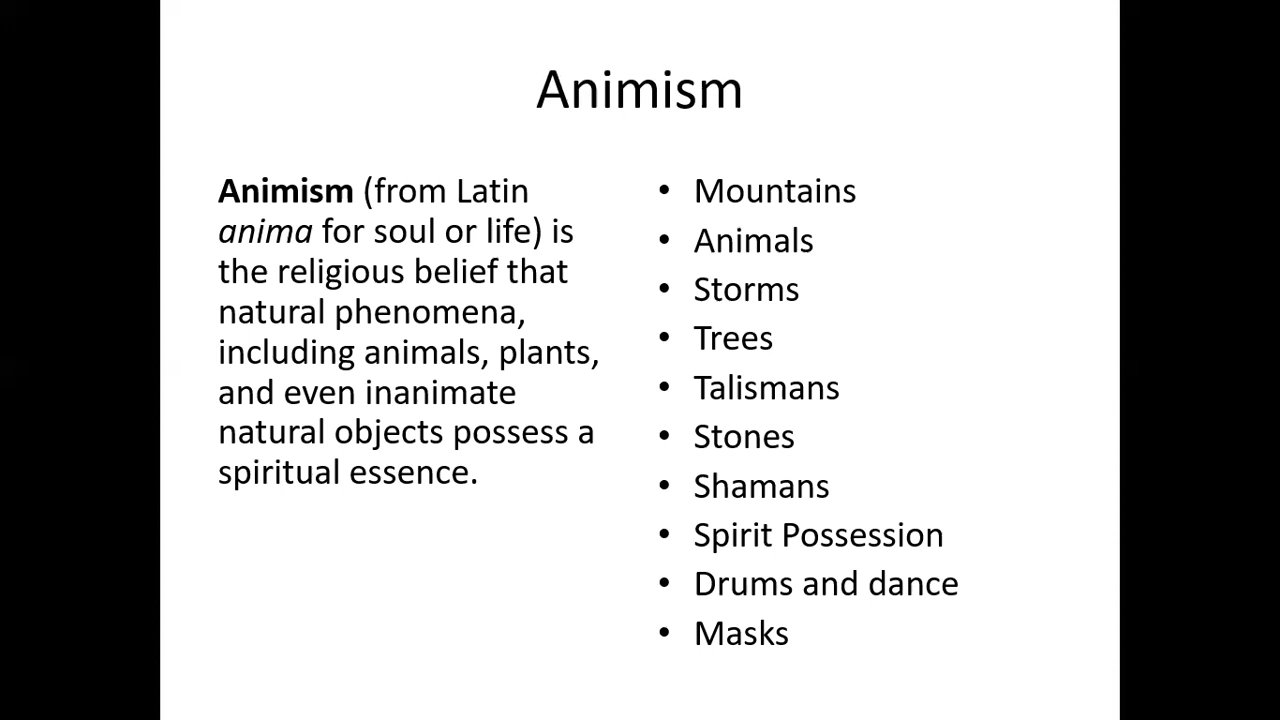 Animism
Animism (from Latin
anima for soul or life) is
the religious belief that
natural phenomena,
including animals, plants,
and even inanimate
natural objects possess a
spiritual essence.
• Mountains
• Animals
• Storms
• Trees
• Talismans
• Stones
• Shamans
• Spirit Possession
• Drums and dance
• Masks